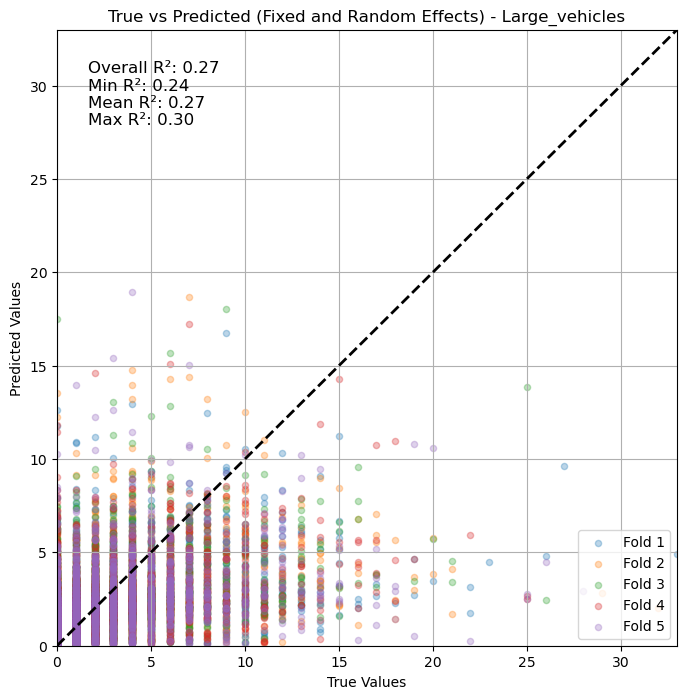 True vs Predicted (Fixed and Random Effects) - Large_vehicles
Overall R²: 0.27
Min R²: 0.24
Mean R²: 0.27
Max R²: 0.30
Predicted Values
30
25
20
15
10
5
0
0 5 10 15 20 25 30
True Values
Fold 1
Fold 2
Fold 3
Fold 4
Fold 5